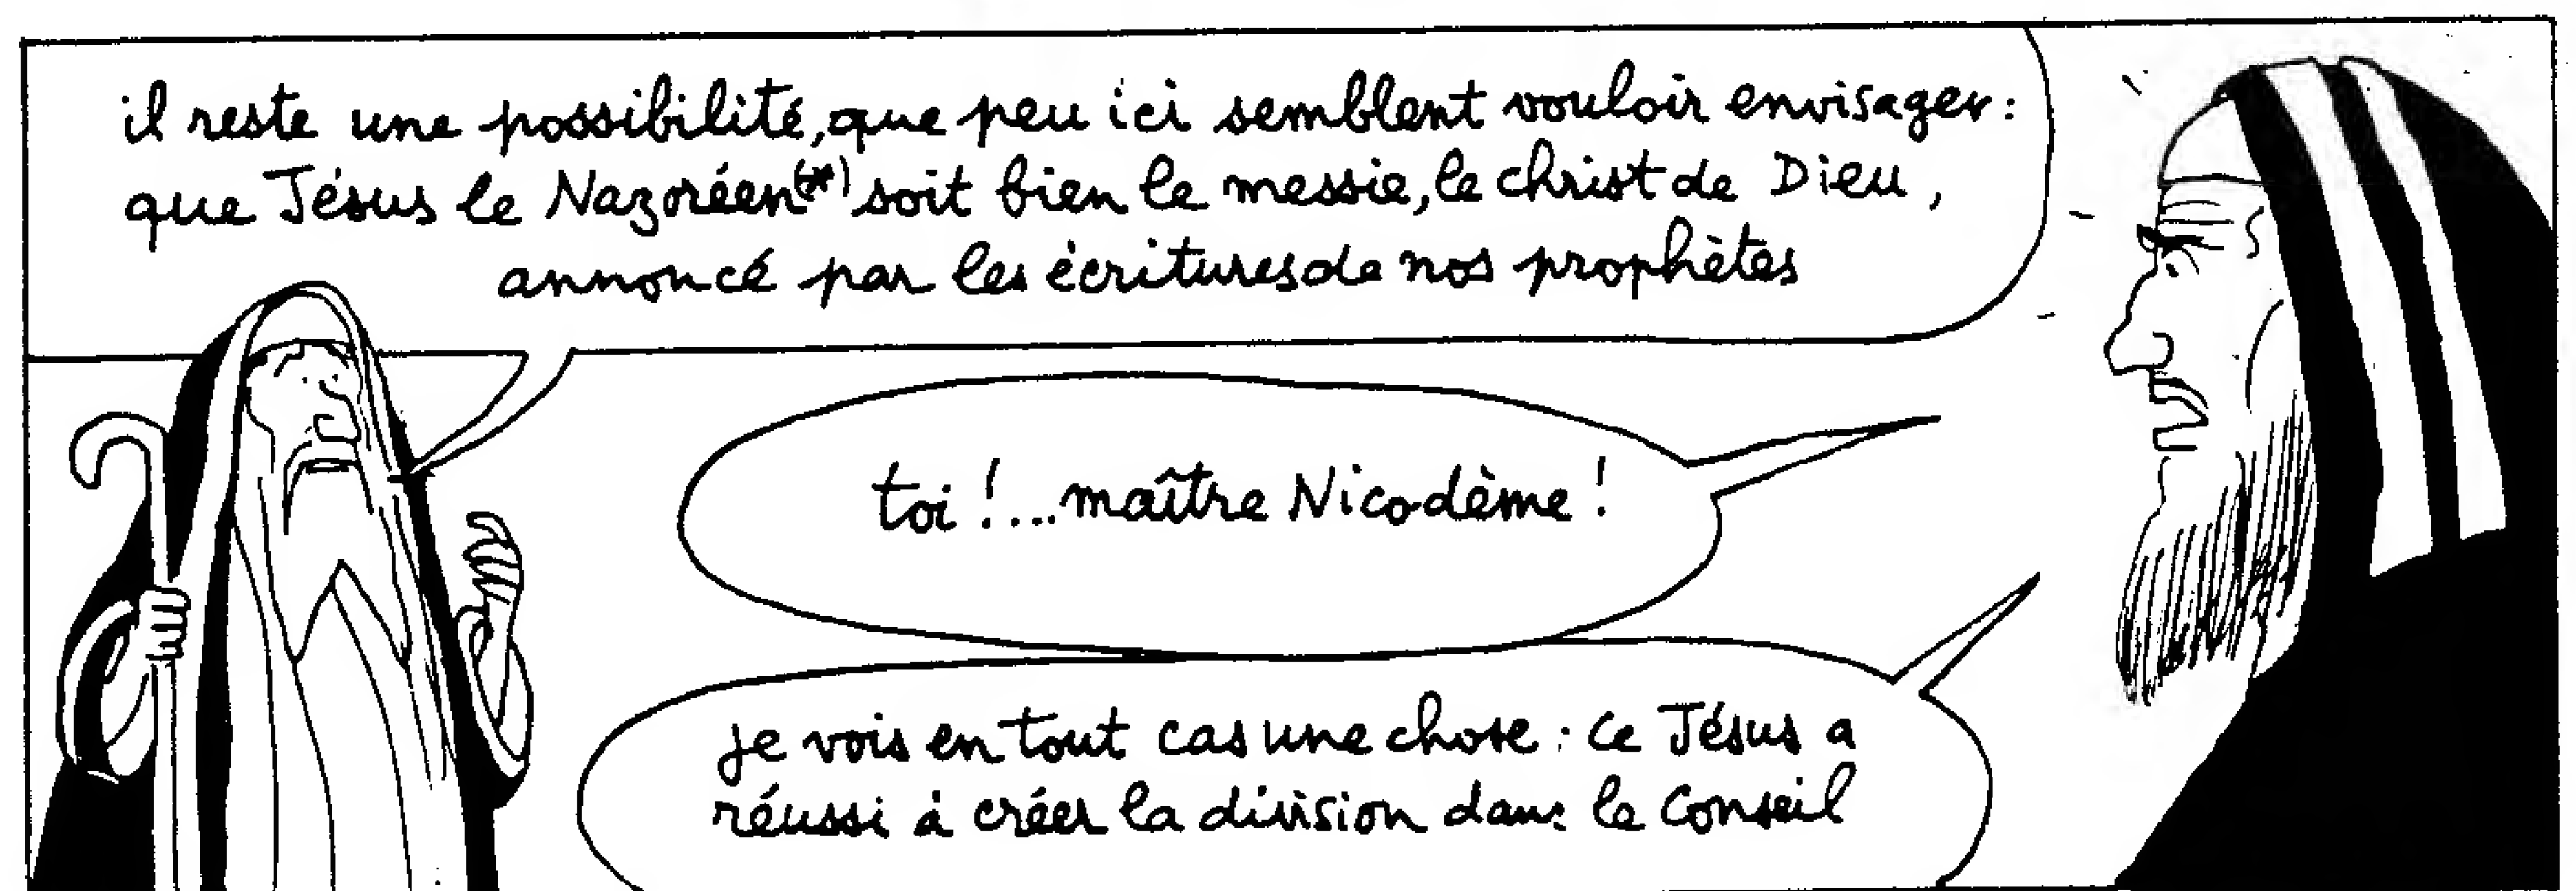 il reste une possibilité, que peu ici semblent vouloir envisager :
que Jésus le Nazoréen(*) soit bien le messie, le christ de Dieu,
annoncé par les écritures de nos prophètes
toi !... maître Nicodème !
je vois en tout cas une chose : ce Jésus a
réussi à créer la division dans le Conseil